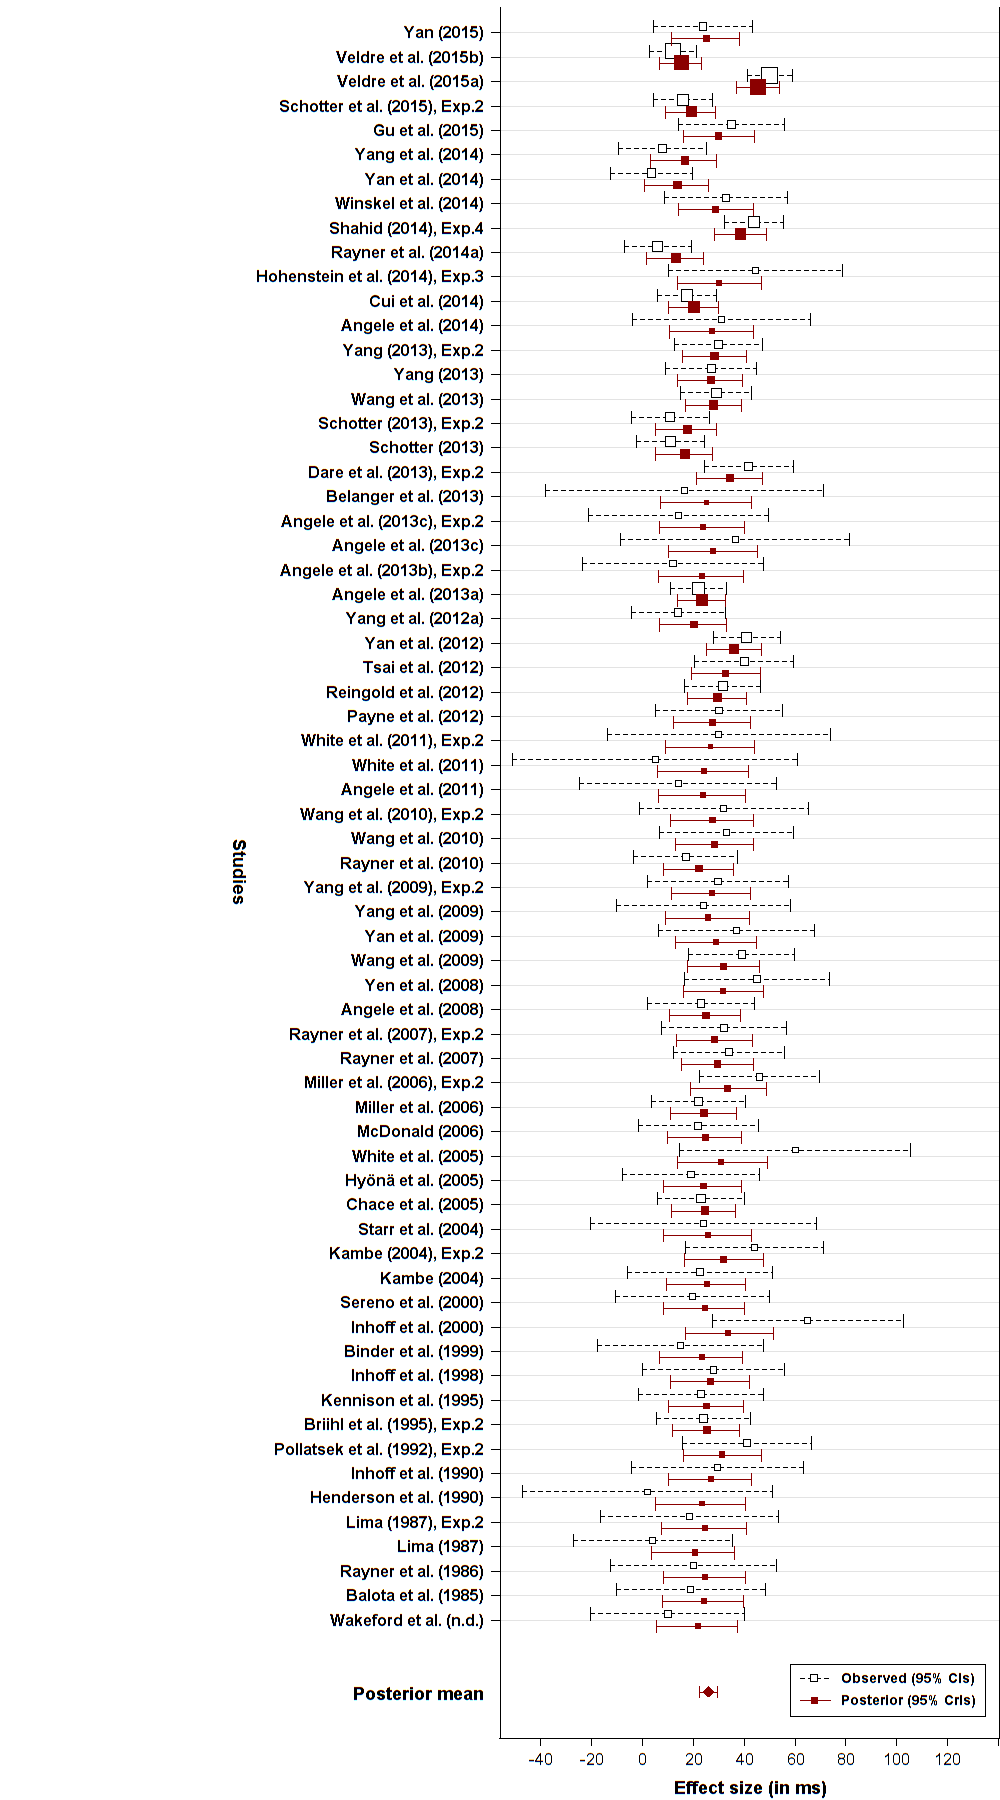 Yan (2015)
Veldre et al. (2015b)
Veldre et al. (2015a)
Schotter et al. (2015), Exp.2
Gu et al. (2015)
Yang et al. (2014)
Yan et al. (2014)
Winskel et al. (2014)
Shahid (2014), Exp.4
Rayner et al. (2014a)
Hohenstein et al. (2014), Exp.3
Cui et al. (2014)
Angele et al. (2014)
Yang (2013), Exp.2
Yang (2013)
Wang et al. (2013)
Schotter (2013), Exp.2
Schotter (2013)
Dare et al. (2013), Exp.2
Belanger et al. (2013)
Angele et al. (2013c), Exp.2
Angele et al. (2013c)
Angele et al. (2013b), Exp.2
Angele et al. (2013a)
Yang et al. (2012a)
Yan et al. (2012)
Tsai et al. (2012)
Reingold et al. (2012)
Payne et al. (2012)
White et al. (2011), Exp.2
White et al. (2011)
Angele et al. (2011)
Wang et al. (2010), Exp.2
Wang et al. (2010)
Rayner et al. (2010)
Yang et al. (2009), Exp.2
Yang et al. (2009)
Yan et al. (2009)
Wang et al. (2009)
Yen et al. (2008)
Angele et al. (2008)
Rayner et al. (2007), Exp.2
Rayner et al. (2007)
Miller et al. (2006), Exp.2
Miller et al. (2006)
McDonald (2006)
White et al. (2005)
Hyönä et al. (2005)
Chace et al. (2005)
Starr et al. (2004)
Kambe (2004), Exp.2
Kambe (2004)
Sereno et al. (2000)
Inhoff et al. (2000)
Binder et al. (1999)
Inhoff et al. (1998)
Kennison et al. (1995)
Briihl et al. (1995), Exp.2
Pollatsek et al. (1992), Exp.2
Inhoff et al. (1990)
Henderson et al. (1990)
Lima (1987), Exp.2
Lima (1987)
Rayner et al. (1986)
Balota et al. (1985)
Wakeford et al. (n.d.)
Studies
Posterior mean
Observed (95% CIs)
Posterior (95% CrIs)
-40 -20 0 20 40 60 80 100 120
Effect size (in ms)